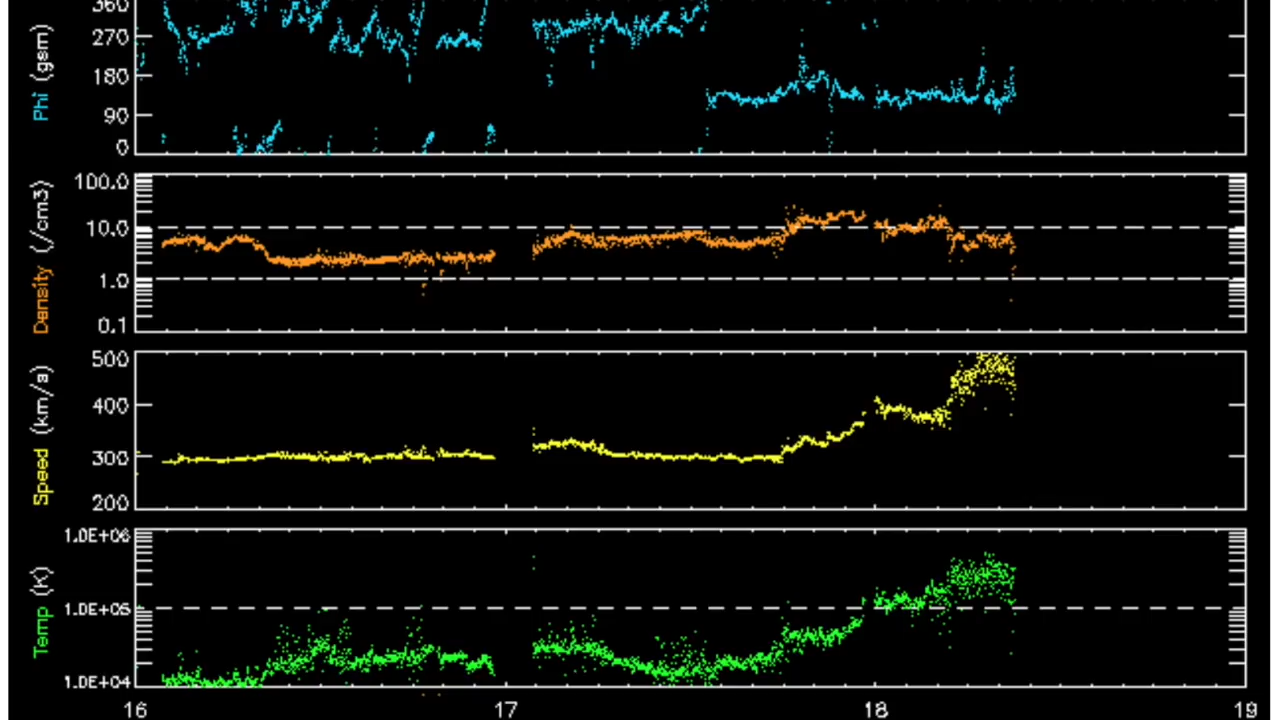 Phi (gsm)
360
270
180
90
0
Density (/cm3)
100.0
10.0
1.0
0.1
Speed (km/s)
500
400
300
200
Temp (K)
1.0E+06
1.0E+05
1.0E+04
16 17 18 19